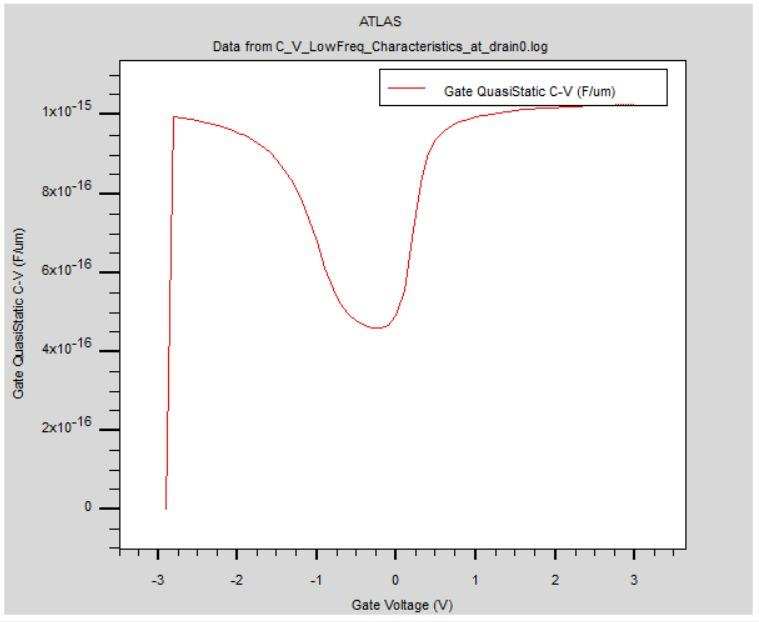 ATLAS
Data from C_V_LowFreq_Characteristics_at_drain0.log
Gate QuasiStatic C-V (F/um)
1x10⁻¹⁵
8x10⁻¹⁶
6x10⁻¹⁶
4x10⁻¹⁶
2x10⁻¹⁶
0
Gate QuasiStatic C-V (F/um)
-3 -2 -1 0 1 2 3
Gate Voltage (V)